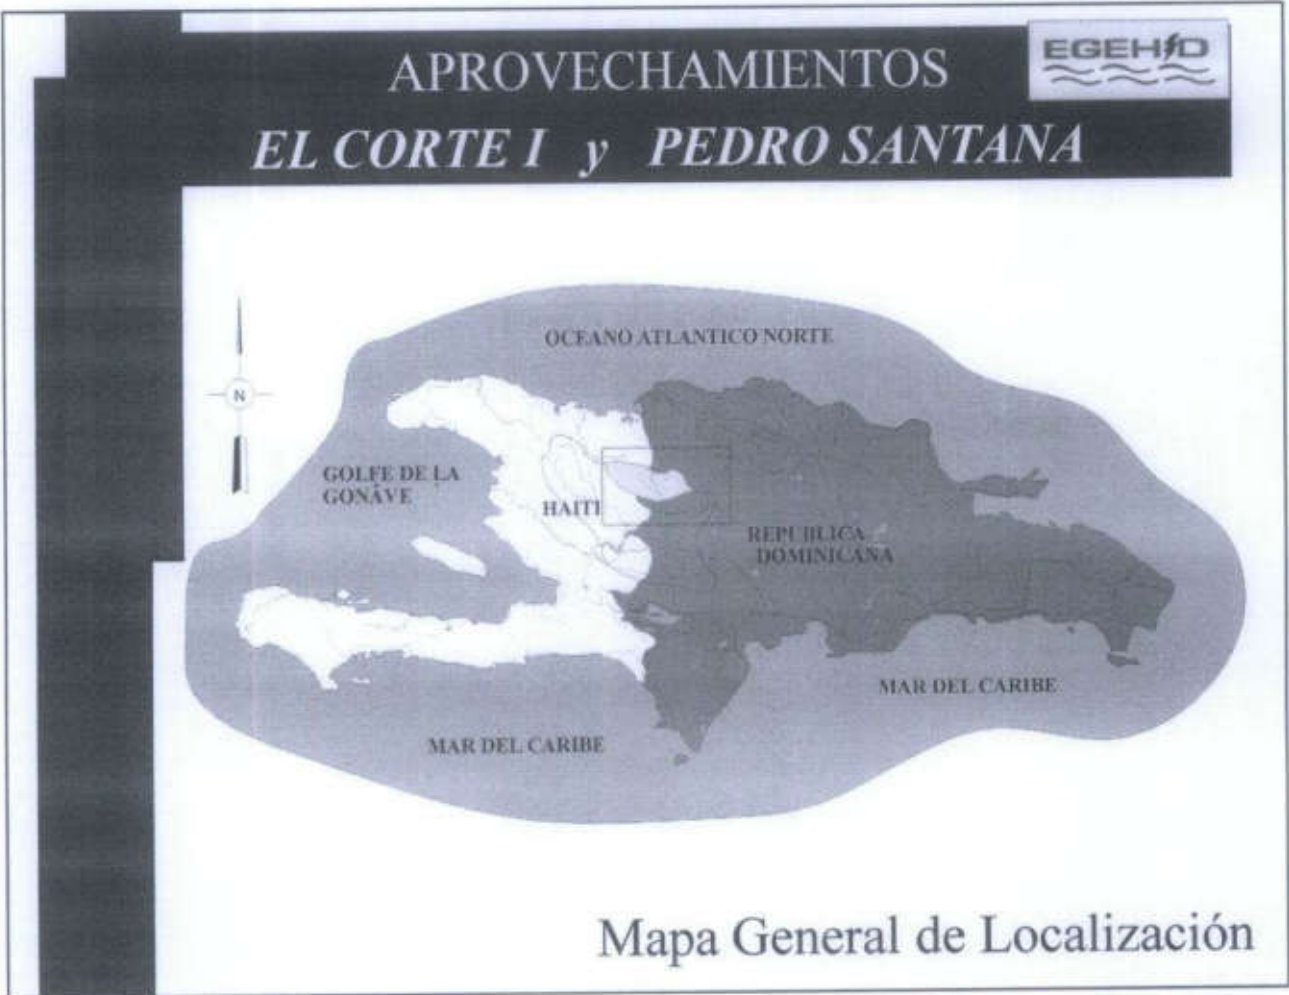 APROVECHAMIENTOS
EGEHID
EL CORTE I y PEDRO SANTANA
OCEANO ATLANTICO NORTE
N
GOLFE DE LA
GONÂVE
HAITI
REPUBLICA
DOMINICANA
MAR DEL CARIBE
MAR DEL CARIBE
Mapa General de Localización